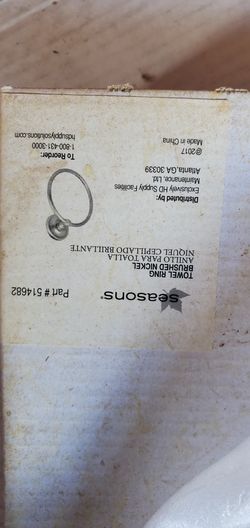 seasons®
Part # 514682
TOWEL RING
BRUSHED NICKEL
ANILLO PARA TOALLA
NIQUEL CEPILLADO BRILLANTE
To Reorder:
1-800-431-3000
hdsupplysolutions.com
Distributed by:
Exclusively HD Supply Facilities
Maintenance, Ltd.
Atlanta, GA 30339
©2017
Made in China